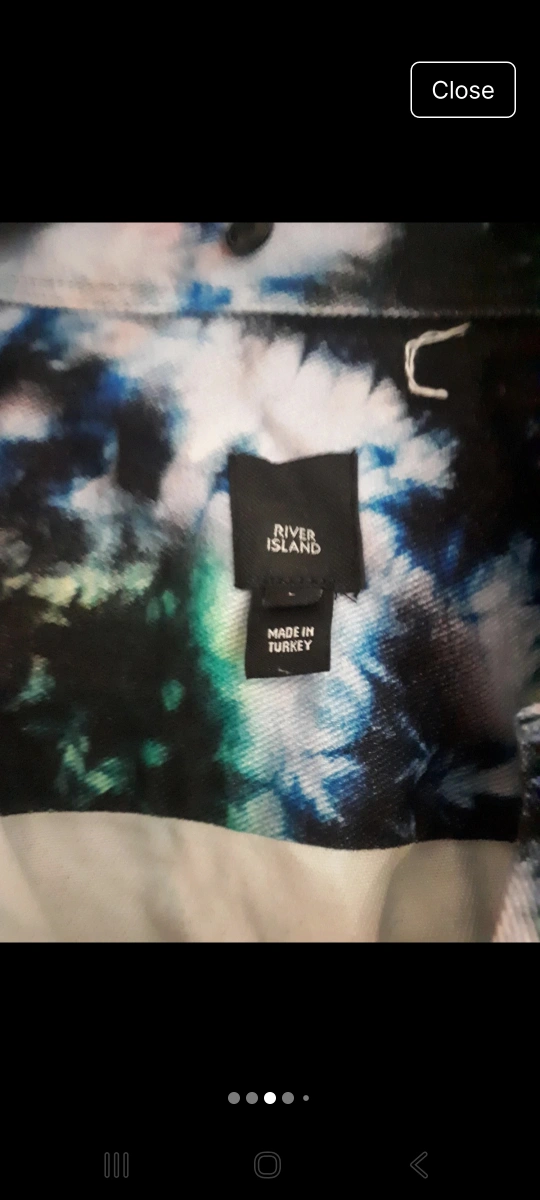 Close
RIVER
ISLAND
MADE IN
TURKEY